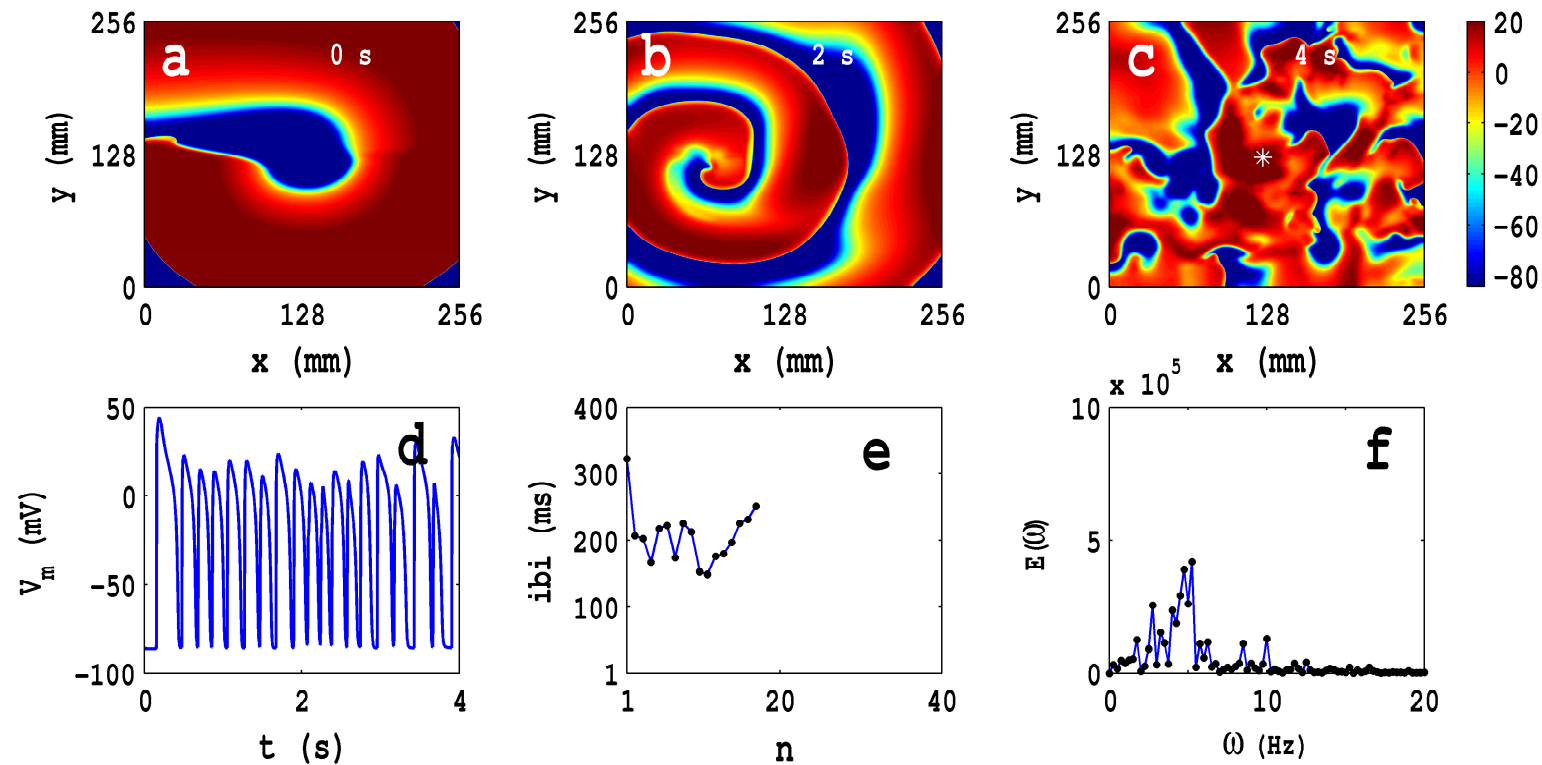 256
128
0
y (mm)
a
0 s
0 128 256
x (mm)
256
128
0
y (mm)
b
2 s
0 128 256
x (mm)
256
128
0
y (mm)
c
4 s
0 128 256
x (mm)
20
0
−20
−40
−60
−80
50
0
−50
−100
V_m (mV)
d
0 2 4
t (s)
400
300
200
100
1
ibi (ms)
e
1 20 40
n
x 10^5
10
5
0
E(ω)
f
0 10 20
ω (Hz)